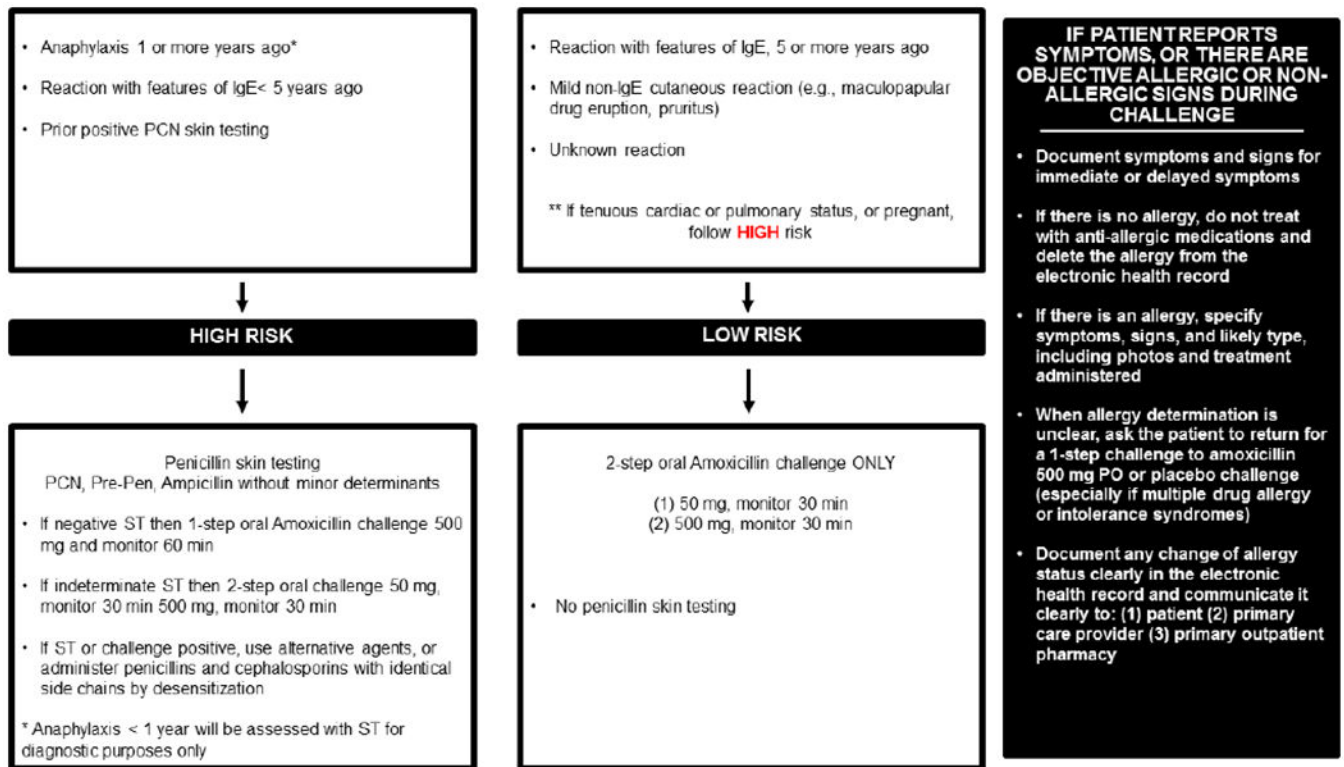 • Anaphylaxis 1 or more years ago*
• Reaction with features of IgE< 5 years ago
• Prior positive PCN skin testing
HIGH RISK
Penicillin skin testing
PCN, Pre-Pen, Ampicillin without minor determinants
• If negative ST then 1-step oral Amoxicillin challenge 500
mg and monitor 60 min
• If indeterminate ST then 2-step oral challenge 50 mg,
monitor 30 min 500 mg, monitor 30 min
• If ST or challenge positive, use alternative agents, or
administer penicillins and cephalosporins with identical
side chains by desensitization
* Anaphylaxis < 1 year will be assessed with ST for
diagnostic purposes only
• Reaction with features of IgE, 5 or more years ago
• Mild non-IgE cutaneous reaction (e.g., maculopapular
drug eruption, pruritus)
• Unknown reaction
** If tenuous cardiac or pulmonary status, or pregnant,
follow HIGH risk
LOW RISK
2-step oral Amoxicillin challenge ONLY
(1) 50 mg, monitor 30 min
(2) 500 mg, monitor 30 min
• No penicillin skin testing
IF PATIENT REPORTS
SYMPTOMS, OR THERE ARE
OBJECTIVE ALLERGIC OR NON-
ALLERGIC SIGNS DURING
CHALLENGE
• Document symptoms and signs for
immediate or delayed symptoms
• If there is no allergy, do not treat
with anti-allergic medications and
delete the allergy from the
electronic health record
• If there is an allergy, specify
symptoms, signs, and likely type,
including photos and treatment
administered
• When allergy determination is
unclear, ask the patient to return for
a 1-step challenge to amoxicillin
500 mg PO or placebo challenge
(especially if multiple drug allergy
or intolerance syndromes)
• Document any change of allergy
status clearly in the electronic
health record and communicate it
clearly to: (1) patient (2) primary
care provider (3) primary outpatient
pharmacy